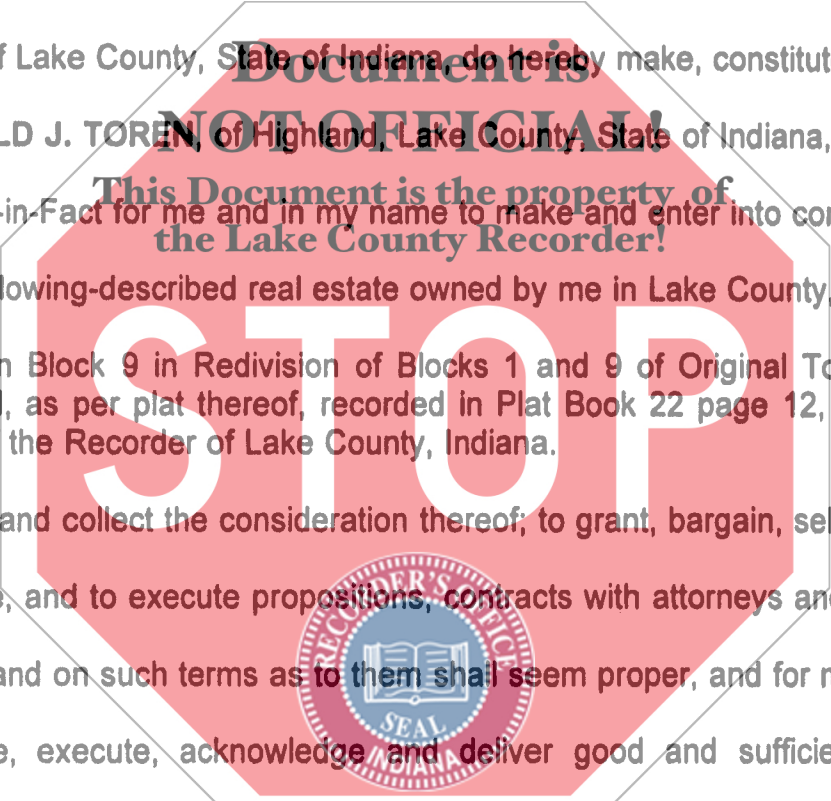 f Lake County, State of Indiana, do hereby make, constitut
Document is
LD J. TOREN, of Highland, Lake County, State of Indiana,
NOT OFFICIAL!
This Document is the property of
-in-Fact for me and in my name to make and enter into con
the Lake County Recorder!
lowing-described real estate owned by me in Lake County,
STOP
n Block 9 in Redivision of Blocks 1 and 9 of Original To
, as per plat thereof, recorded in Plat Book 22 page 12,
the Recorder of Lake County, Indiana.
and collect the consideration thereof; to grant, bargain, sel
, and to execute propositions, contracts with attorneys and
RECORDER'S OFFICE
and on such terms as to them shall seem proper, and for m
SEAL
INDIANA
e, execute, acknowledge and deliver good and sufficie